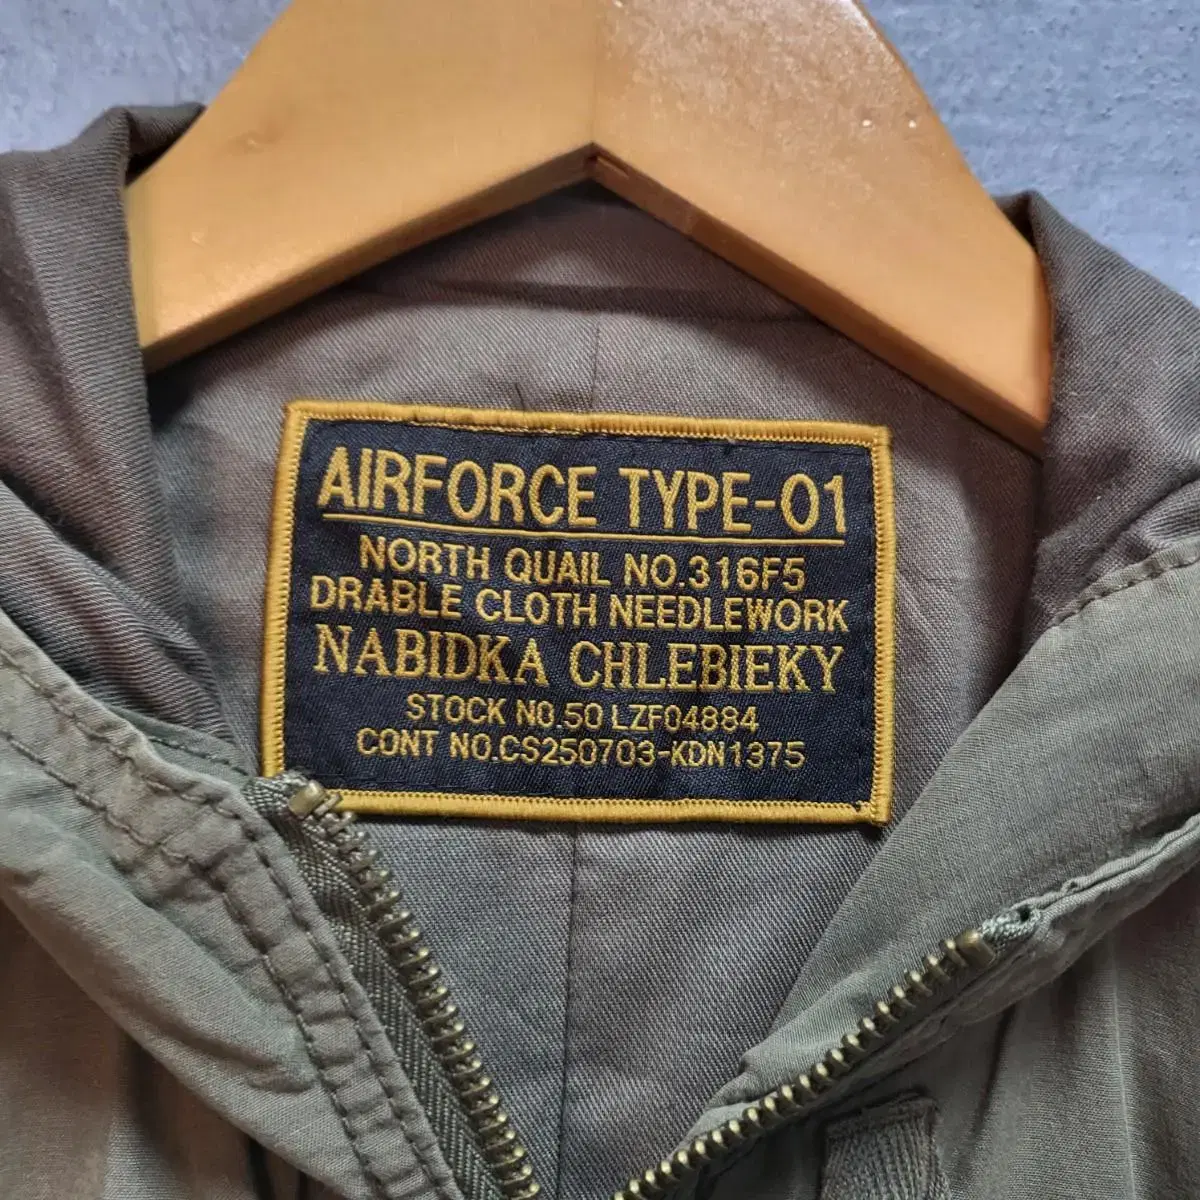 AIRFORCE TYPE-01
NORTH QUAIL NO.316F5
DRABLE CLOTH NEEDLEWORK
NABIDKA CHLEBIEKY
STOCK NO.50 LZF04884
CONT NO.CS250703-KDN1375